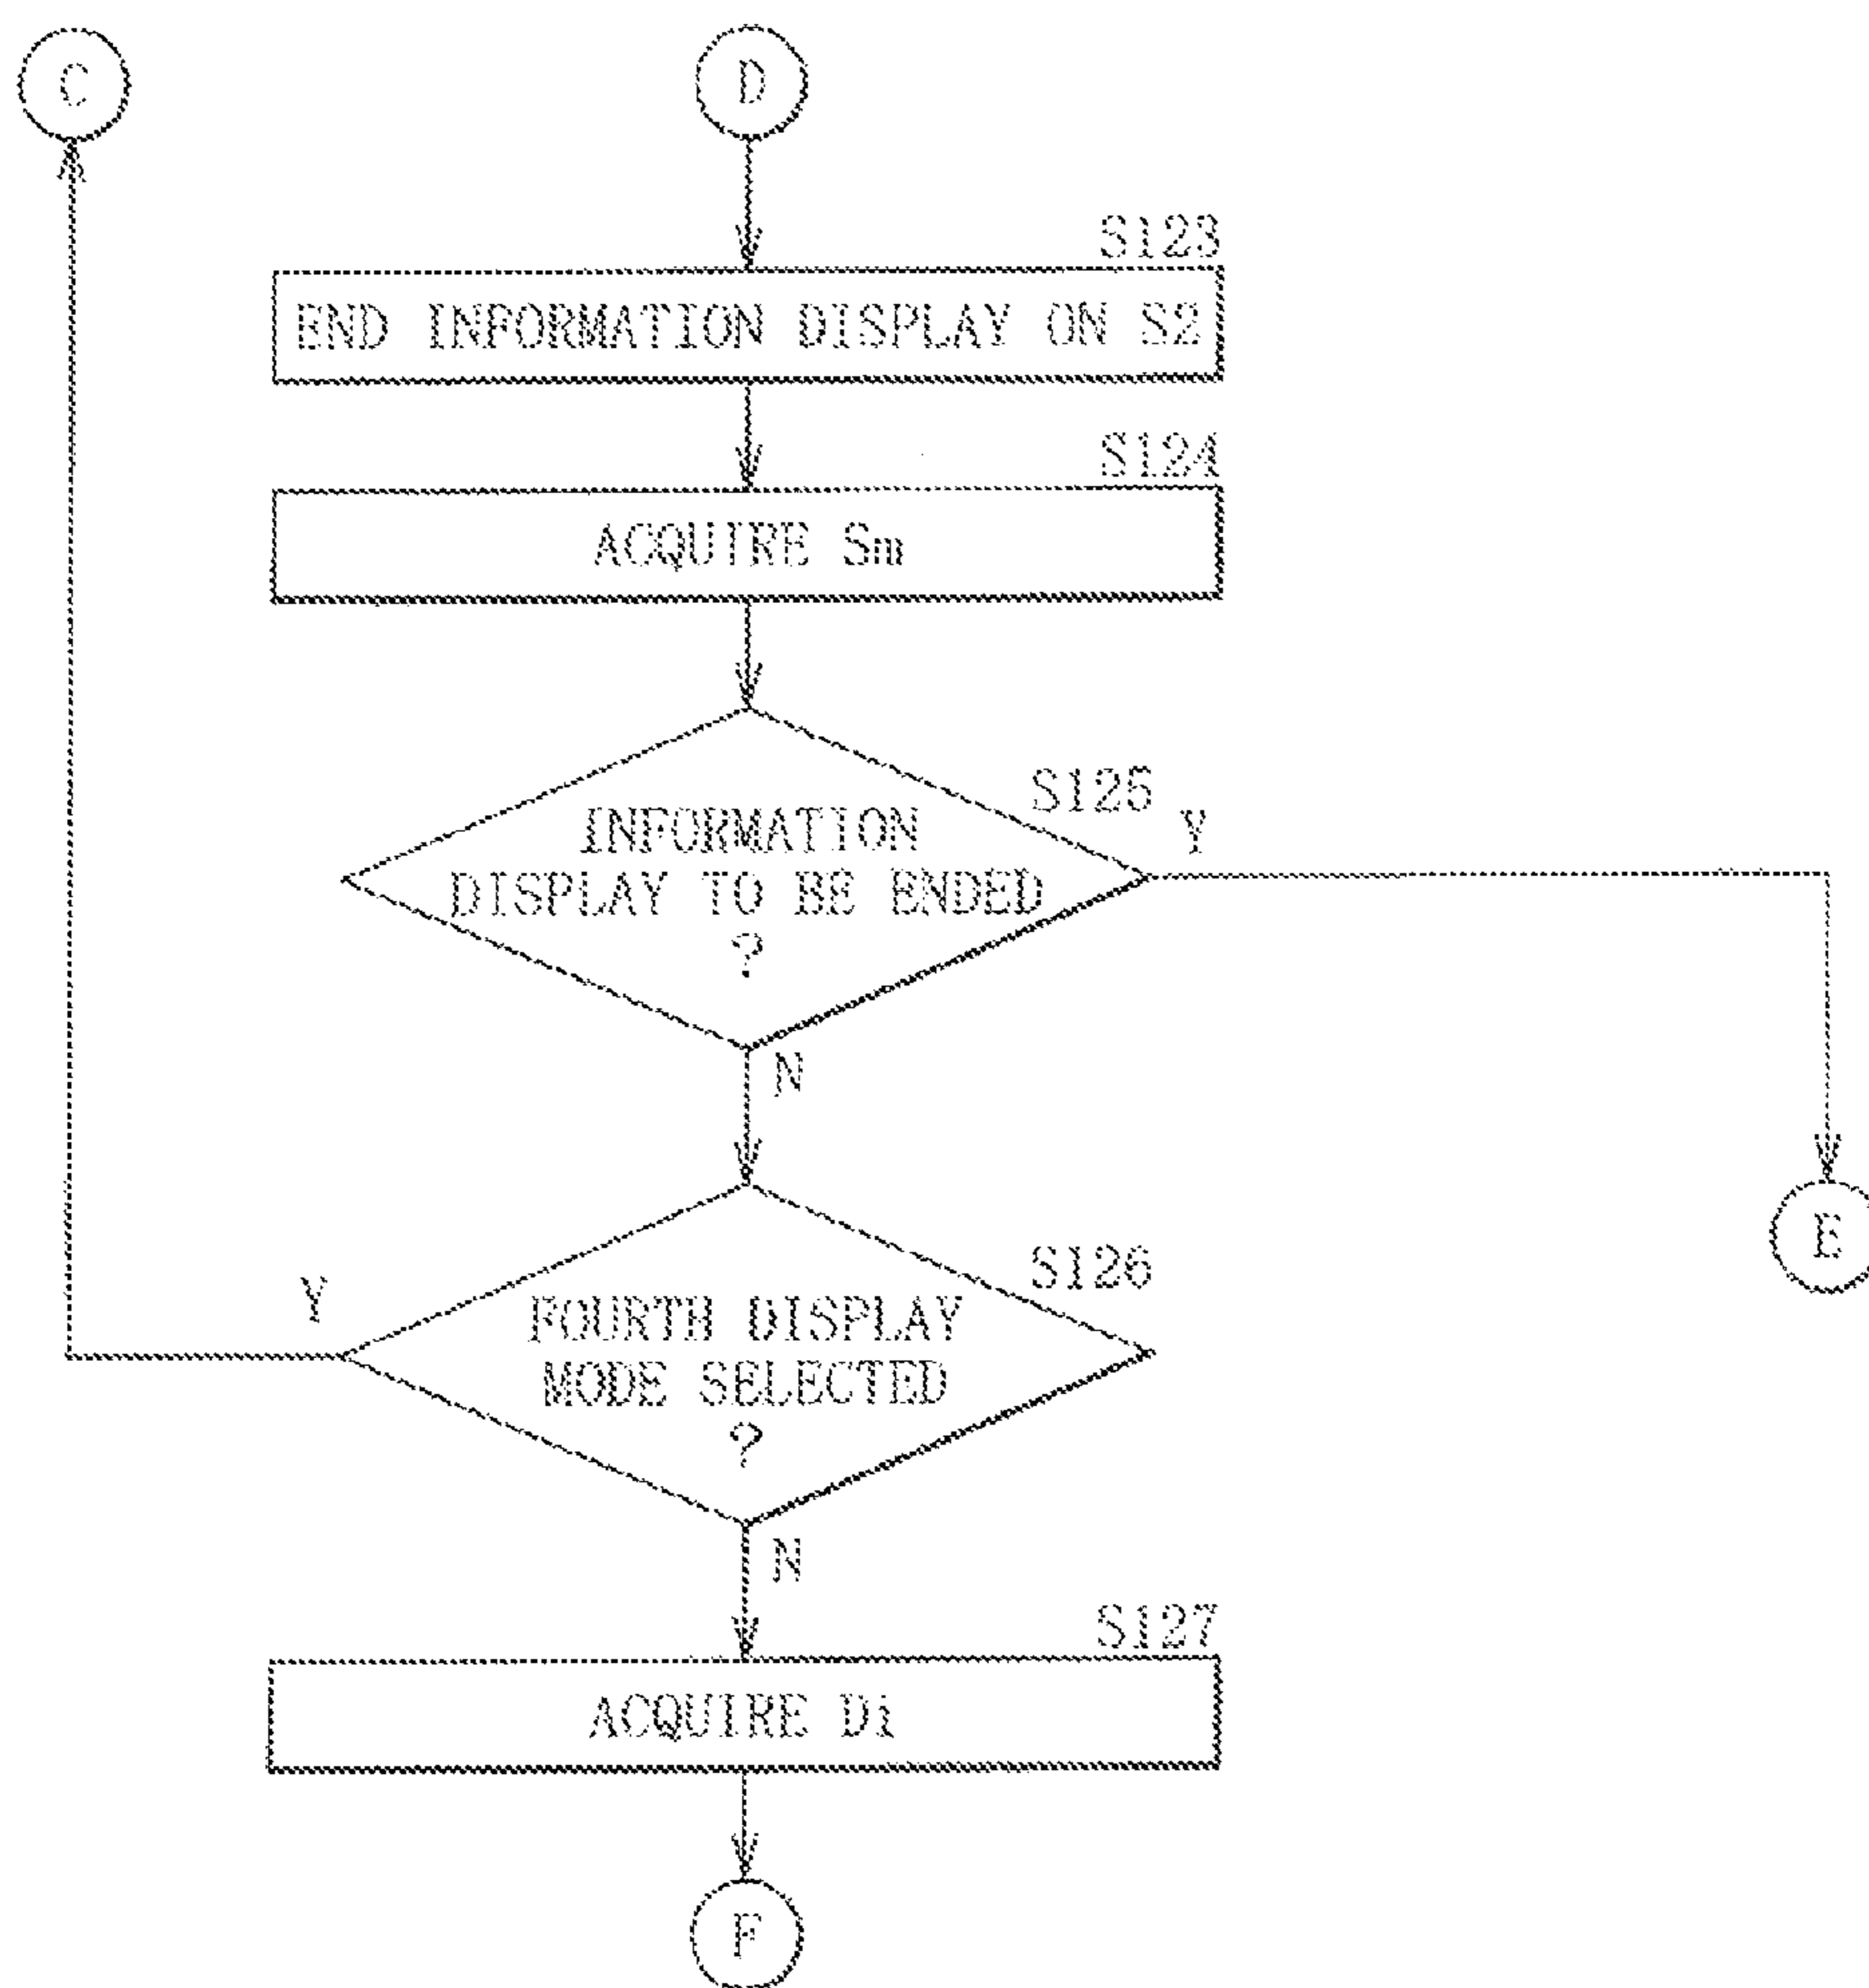 C
D
S123
END INFORMATION DISPLAY ON S2
S124
ACQUIRE Sm
S125
Y
INFORMATION
DISPLAY TO BE ENDED
?
N
E
S126
Y
FOURTH DISPLAY
MODE SELECTED
?
N
S127
ACQUIRE Di
F